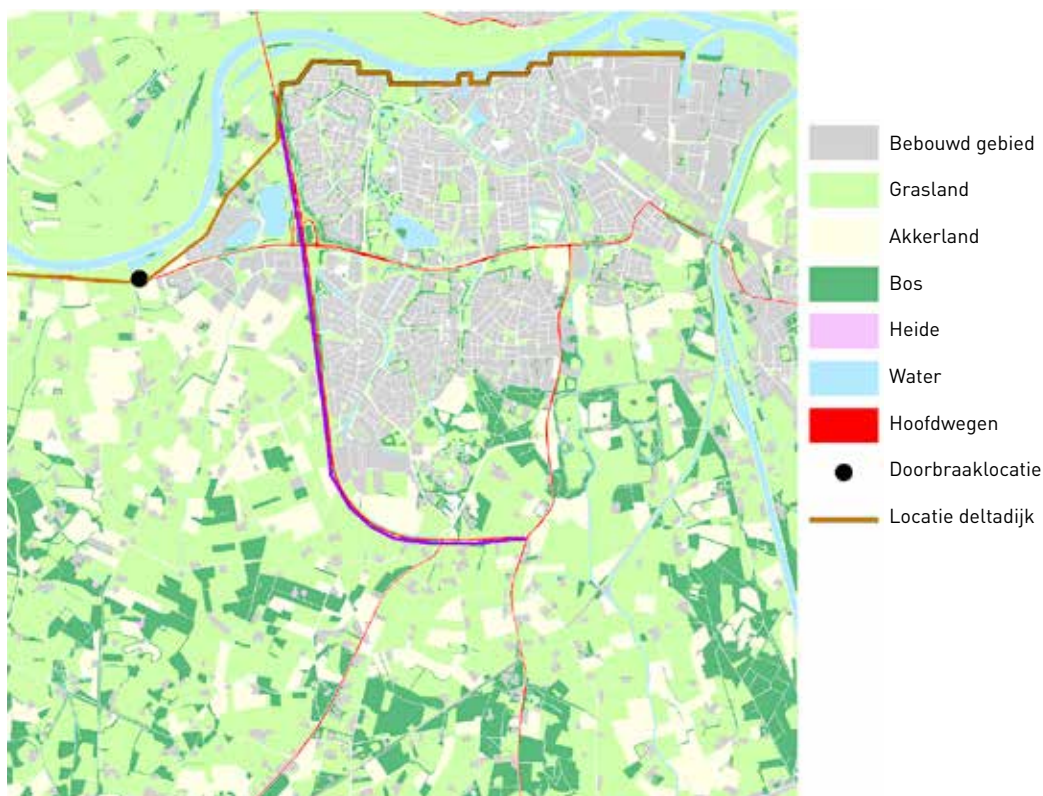 Bebouwd gebied
Grasland
Akkerland
Bos
Heide
Water
Hoofdwegen
Doorbraaklocatie
Locatie deltadijk